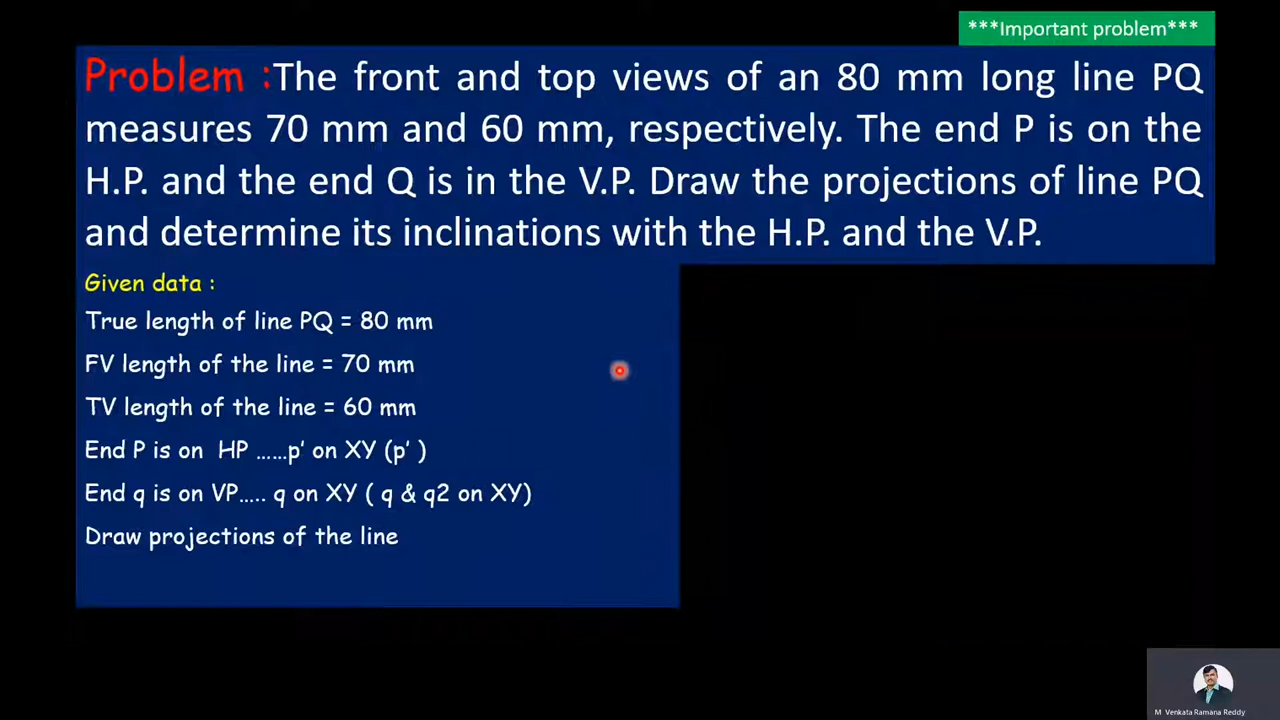 ***Important problem***
Problem :The front and top views of an 80 mm long line PQ
measures 70 mm and 60 mm, respectively. The end P is on the
H.P. and the end Q is in the V.P. Draw the projections of line PQ
and determine its inclinations with the H.P. and the V.P.
Given data :
True length of line PQ = 80 mm
FV length of the line = 70 mm
TV length of the line = 60 mm
End P is on  HP ……p’ on XY (p’ )
End q is on VP….. q on XY ( q & q2 on XY)
Draw projections of the line
M Venkata Ramana Reddy